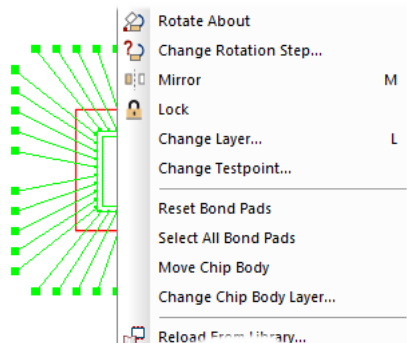 Rotate About
Change Rotation Step...
Mirror M
Lock
Change Layer... L
Change Testpoint...
Reset Bond Pads
Select All Bond Pads
Move Chip Body
Change Chip Body Layer...
Reload From Library...